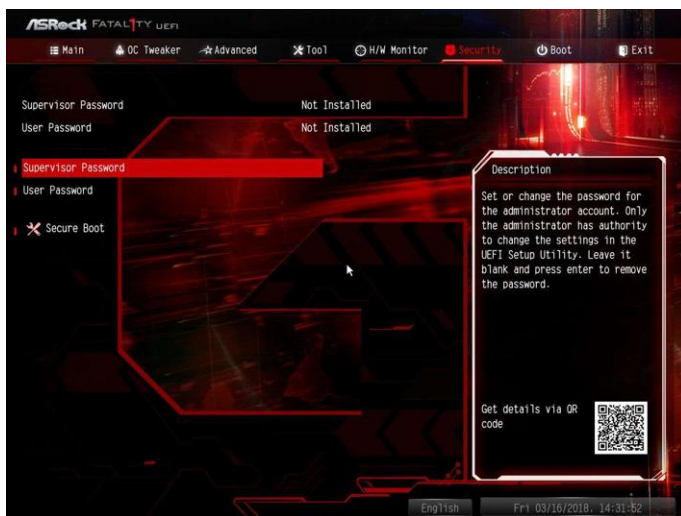 ASRock FATAL1TY UEFI
Main OC Tweaker Advanced Tool H/W Monitor Security Boot Exit
Supervisor Password Not Installed
User Password Not Installed
Supervisor Password
User Password
Secure Boot
Description
Set or change the password for
the administrator account. Only
the administrator has authority
to change the settings in the
UEFI Setup Utility. Leave it
blank and press enter to remove
the password.
Get details via QR
code
English Fri 03/16/2018, 14:31:52